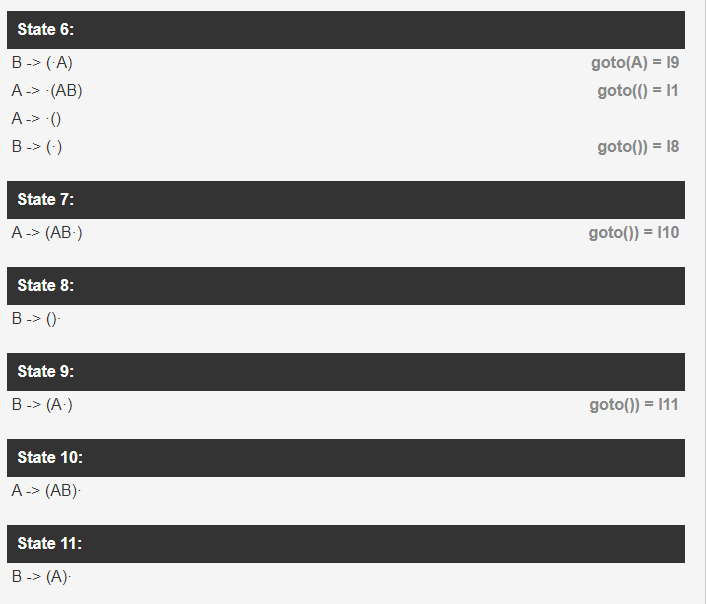 State 6:
B -> (·A) goto(A) = I9
A -> ·(AB) goto(() = I1
A -> ·()
B -> (·) goto()) = I8
State 7:
A -> (AB·) goto()) = I10
State 8:
B -> ()·
State 9:
B -> (A·) goto()) = I11
State 10:
A -> (AB)·
State 11:
B -> (A)·